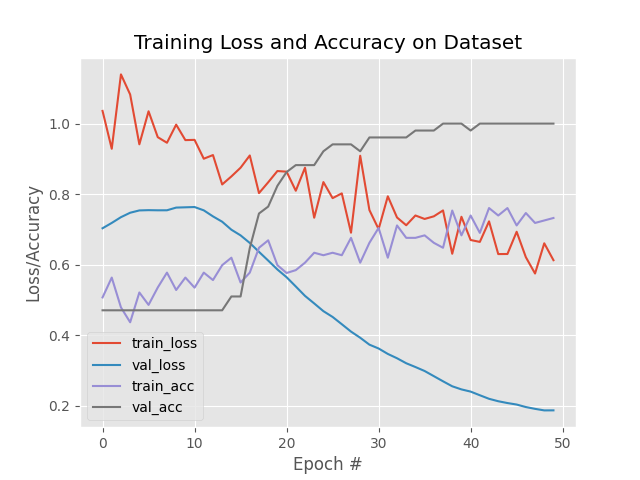 Training Loss and Accuracy on Dataset
Loss/Accuracy
1.0
0.8
0.6
0.4
0.2
train_loss
val_loss
train_acc
val_acc
0 10 20 30 40 50
Epoch #